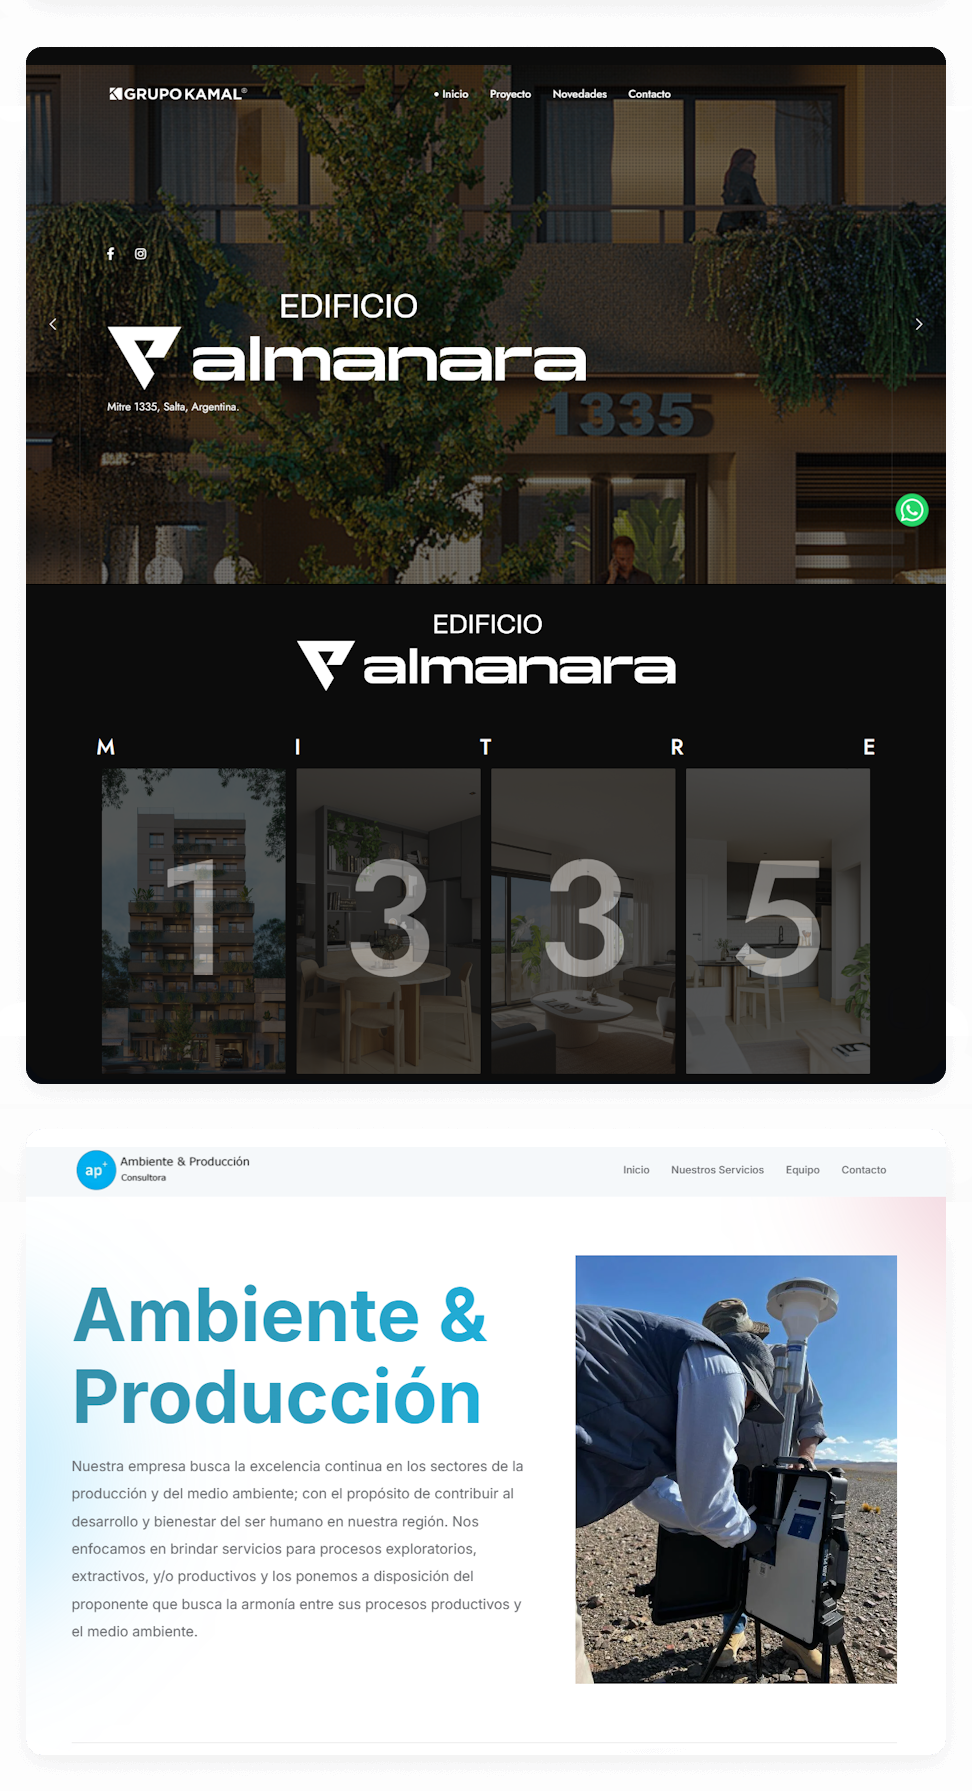 GRUPO KAMAL®
Inicio
Proyecto
Novedades
Contacto
EDIFICIO
almanara
Mitre 1335, Salta, Argentina.
1335
EDIFICIO
almanara
M I T R E
1 3 3 5
ap+
Ambiente & Producción
Consultora
Inicio
Nuestros Servicios
Equipo
Contacto
Ambiente &
Producción
Nuestra empresa busca la excelencia continua en los sectores de la
producción y del medio ambiente; con el propósito de contribuir al
desarrollo y bienestar del ser humano en nuestra región. Nos
enfocamos en brindar servicios para procesos exploratorios,
extractivos, y/o productivos y los ponemos a disposición del
proponente que busca la armonía entre sus procesos productivos y
el medio ambiente.